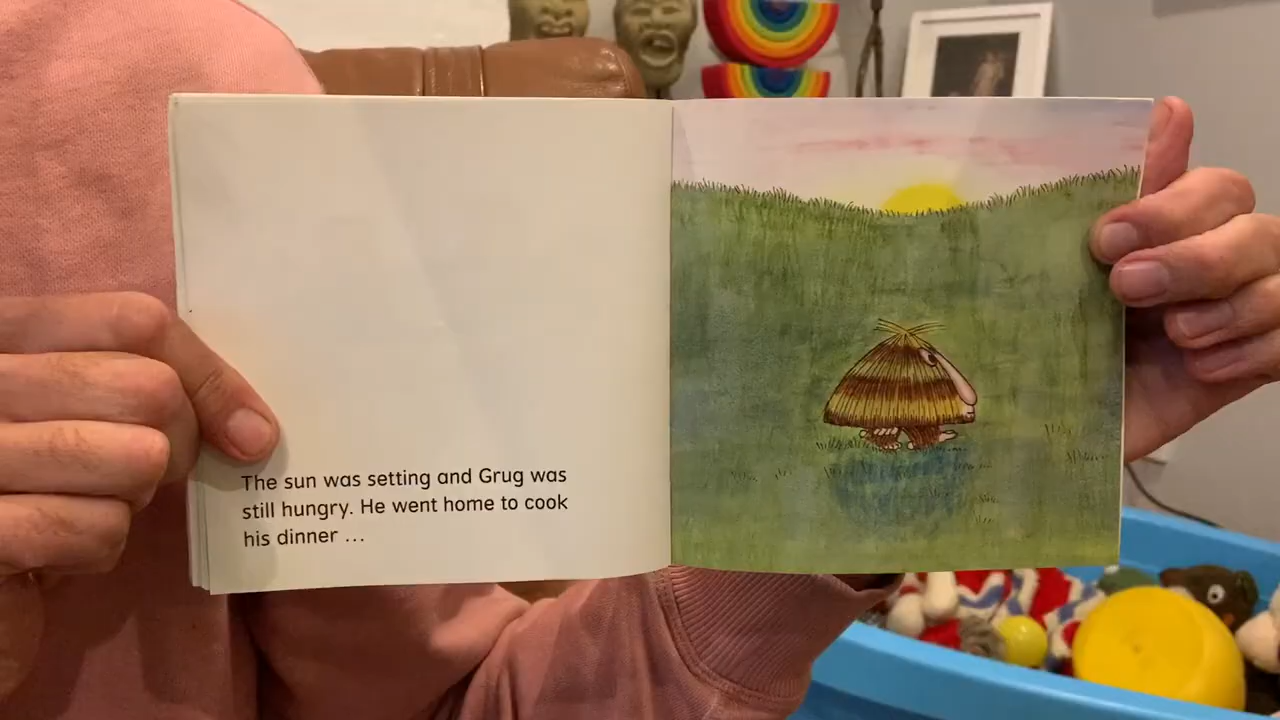 The sun was setting and Grug was
still hungry. He went home to cook
his dinner ...